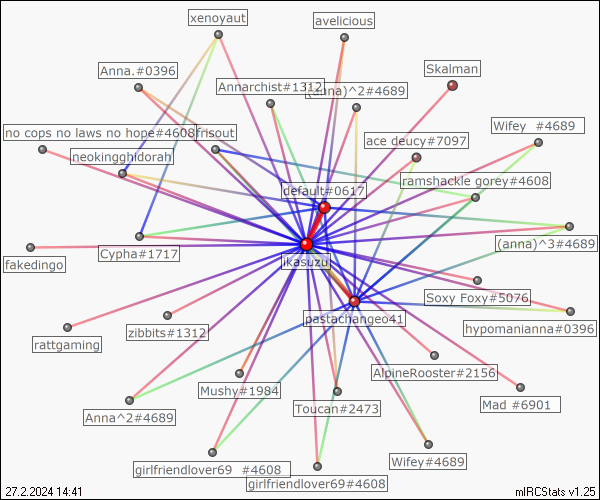 xenoyaut
avelicious
Anna.#0396
Skalman
Annarchist#1312
(anna)^2#4689
no cops no laws no hope#4608
frisout
Wifey  #4689
ace deucy#7097
neokingghidorah
ramshackle gorey#4608
default#0617
(anna)^3#4689
Cypha#1717
fakedingo
ikasuzu
Soxy Foxy#5076
pastachangeo41
hypomanianna#0396
zibbits#1312
rattgaming
AlpineRooster#2156
Mushy#1984
Toucan#2473
Mad #6901
Anna^2#4689
girlfriendlover69  #4608
Wifey#4689
girlfriendlover69#4608
27.2.2024 14:41
mIRCStats v1.25